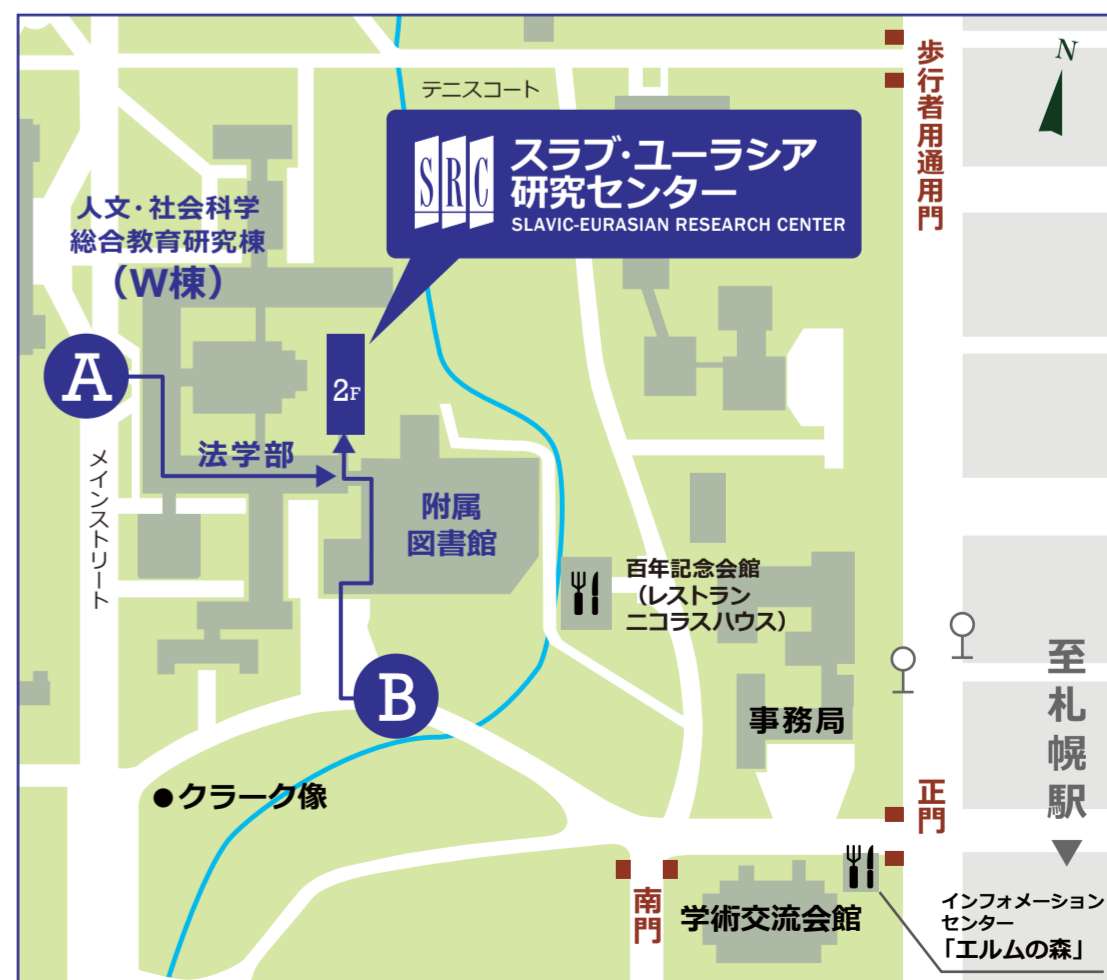 N
歩行者用通用門
テニスコート
SRC
スラブ・ユーラシア
研究センター
SLAVIC-EURASIAN RESEARCH CENTER
人文・社会科学
総合教育研究棟
（W棟）
A
2F
法学部
メインストリート
附属
図書館
百年記念会館
（レストラン
ニコラスハウス）
B
事務局
至札幌駅▼
●クラーク像
正門
南門
学術交流会館
インフォメーション
センター
「エルムの森」